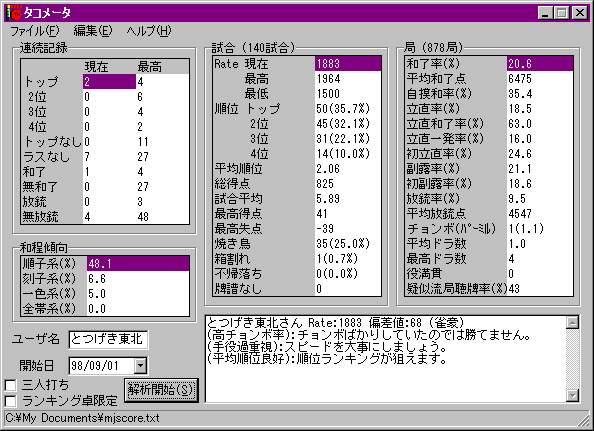 タコメータ
ファイル(F) 編集(E) ヘルプ(H)
連続記録
現在 最高
トップ 2 4
2位 0 6
3位 0 4
4位 0 2
トップなし 0 11
ラスなし 7 27
和了 1 4
無和了 0 27
放銃 0 3
無放銃 4 48
和程傾向
順子系(%) 48.1
刻子系(%) 6.6
一色系(%) 5.0
全帯系(%) 0.0
ユーザ名 とつげき東北
開始日 98/09/01
三人打ち
ランキング卓限定
解析開始(S)
試合 (140試合)
Rate 現在 1883
最高 1964
最低 1500
順位 トップ 50(35.7%)
2位 45(32.1%)
3位 31(22.1%)
4位 14(10.0%)
平均順位 2.06
総得点 825
試合平均 5.89
最高得点 41
最高失点 -39
焼き鳥 35(25.0%)
箱割れ 1(0.7%)
不帰落ち 0(0.0%)
牌譜なし 0
局 (878局)
和了率(%) 20.6
平均和了点 6475
自摸和率(%) 35.4
立直率(%) 18.5
立直和了率(%) 63.0
立直一発率(%) 16.0
初立直率(%) 24.6
副露率(%) 21.1
初副露率(%) 18.6
放銃率(%) 9.5
平均放銃点 4547
チョンボ(パーミル) 1(1.1)
平均ドラ数 1.0
最高ドラ数 4
役満貫 0
疑似流局聴牌率(%) 43
とつげき東北さん Rate:1883 偏差値:68 (雀愛)
(高チョンボ率):チョンボばかりしていたのでは勝てません。
(手役過重視):スピードを大事にしましょう。
(平均順位良好):順位ランキングが狙えます。
C:¥My Documents¥mjscore.txt